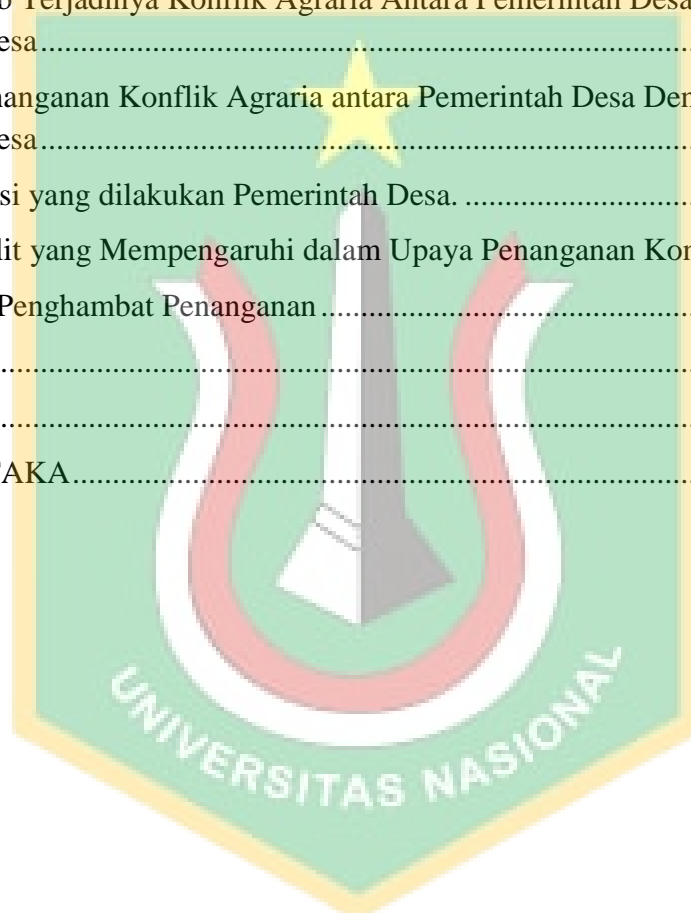 b Terjadinya Konflik Agraria Antara Pemerintah Desa
esa............................................................
nanganan Konflik Agraria antara Pemerintah Desa Den
esa............................................................
si yang dilakukan Pemerintah Desa. ............................
lit yang Mempengaruhi dalam Upaya Penanganan Kon
Penghambat Penanganan ............................................
............................................................
............................................................
TAKA............................................................
UNIVERSITAS NASIONAL